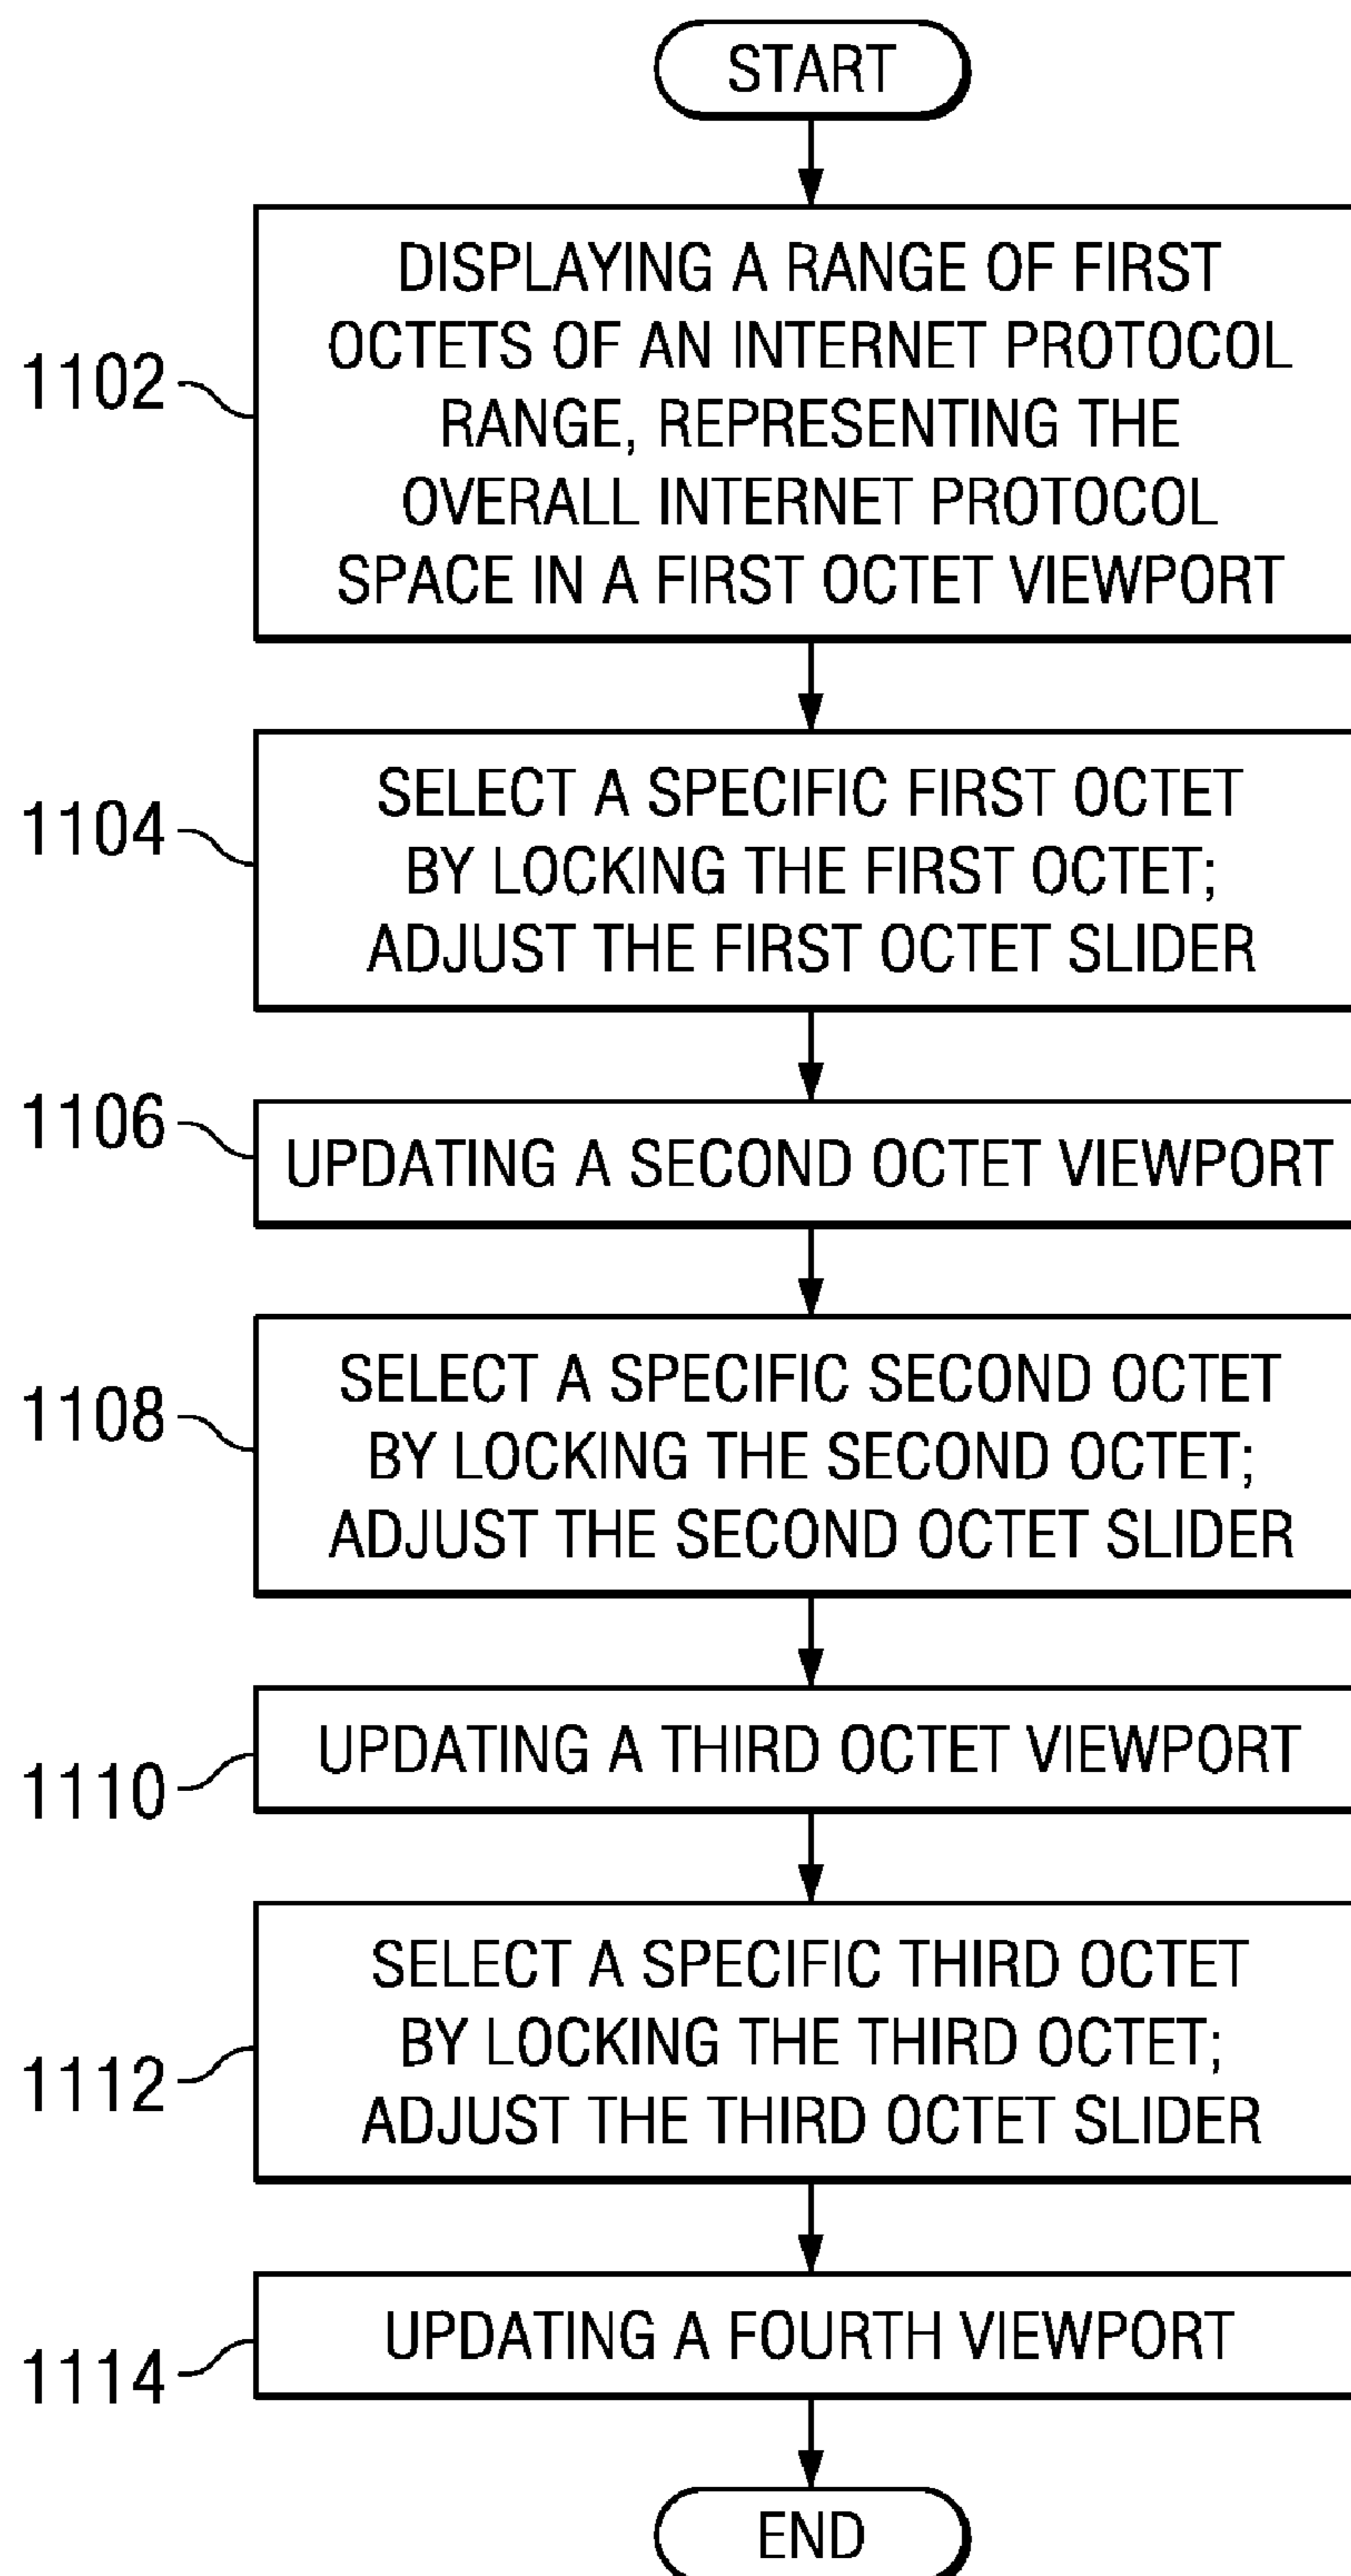 START
1102
DISPLAYING A RANGE OF FIRST
OCTETS OF AN INTERNET PROTOCOL
RANGE, REPRESENTING THE
OVERALL INTERNET PROTOCOL
SPACE IN A FIRST OCTET VIEWPORT
1104
SELECT A SPECIFIC FIRST OCTET
BY LOCKING THE FIRST OCTET;
ADJUST THE FIRST OCTET SLIDER
1106
UPDATING A SECOND OCTET VIEWPORT
1108
SELECT A SPECIFIC SECOND OCTET
BY LOCKING THE SECOND OCTET;
ADJUST THE SECOND OCTET SLIDER
1110
UPDATING A THIRD OCTET VIEWPORT
1112
SELECT A SPECIFIC THIRD OCTET
BY LOCKING THE THIRD OCTET;
ADJUST THE THIRD OCTET SLIDER
1114
UPDATING A FOURTH VIEWPORT
END